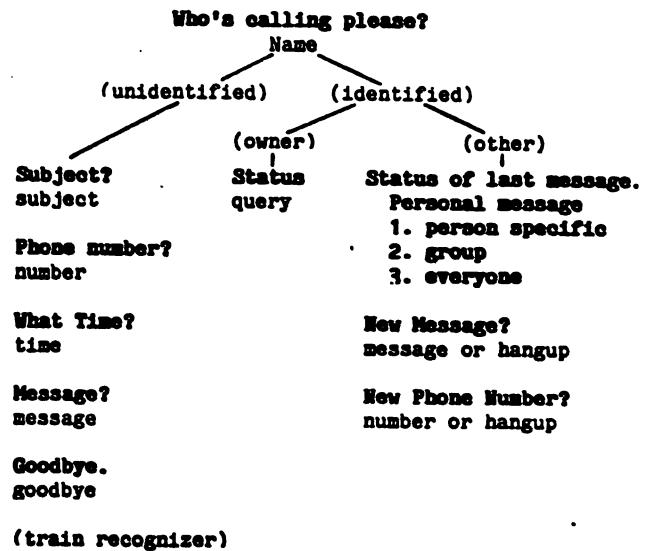 Who's calling please?
Name
(unidentified)
(identified)
(owner)
(other)
Subject?
subject
Phone number?
number
What Time?
time
Message?
message
Goodbye.
goodbye
(train recognizer)
Status
query
Status of last message.
Personal message
1. person specific
2. group
3. everyone
New Message?
message or hangup
New Phone Number?
number or hangup